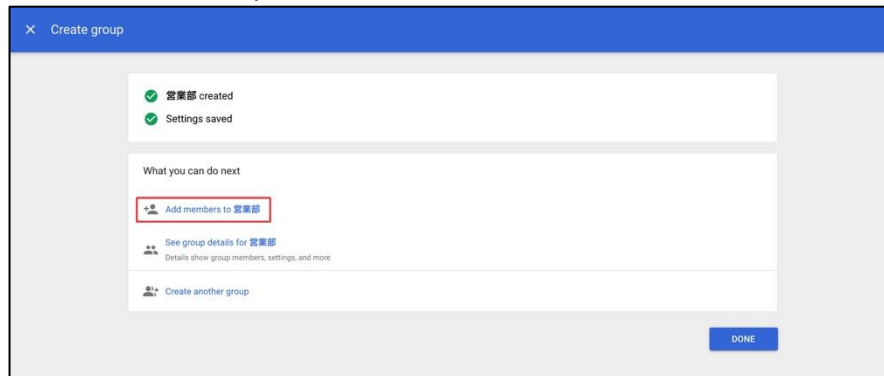 Create group
営業部 created
Settings saved
What you can do next
Add members to 営業部
See group details for 営業部
Details show group members, settings, and more
Create another group
DONE